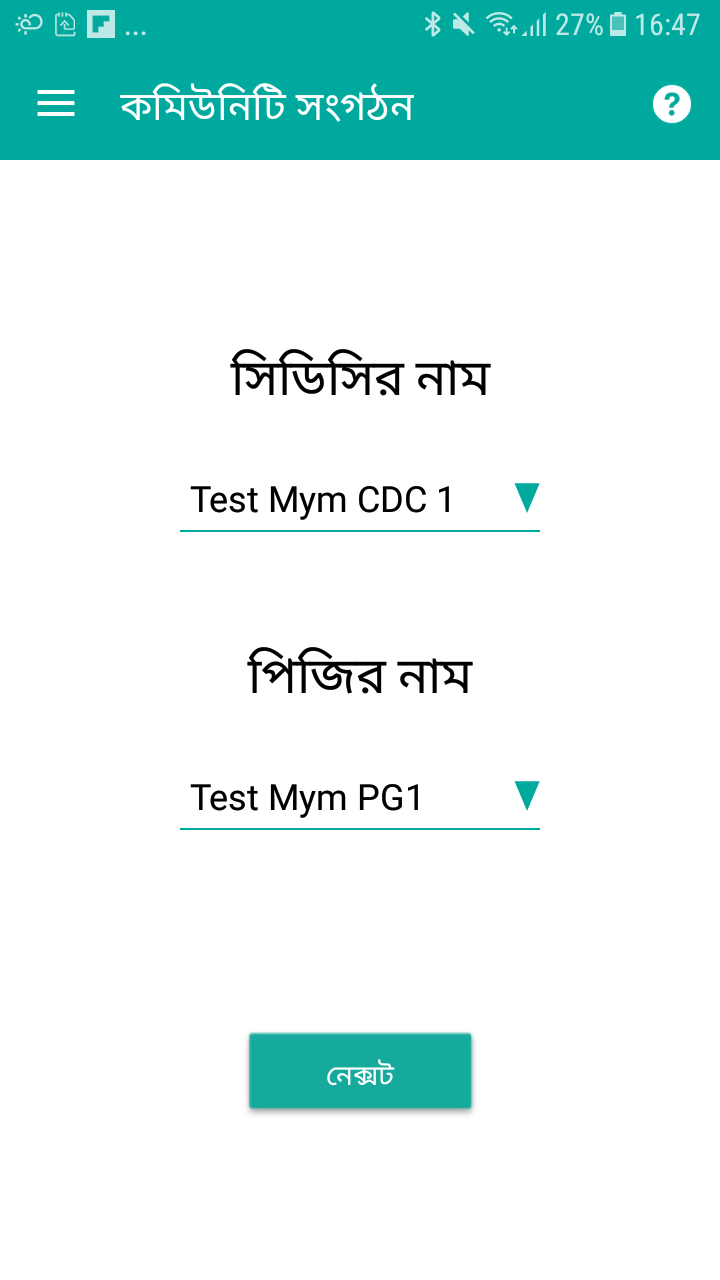 ... 27% 16:47
কমিউনিটি সংগঠন ?
সিডিসির নাম
Test Mym CDC 1
পিজির নাম
Test Mym PG1
নেক্সট